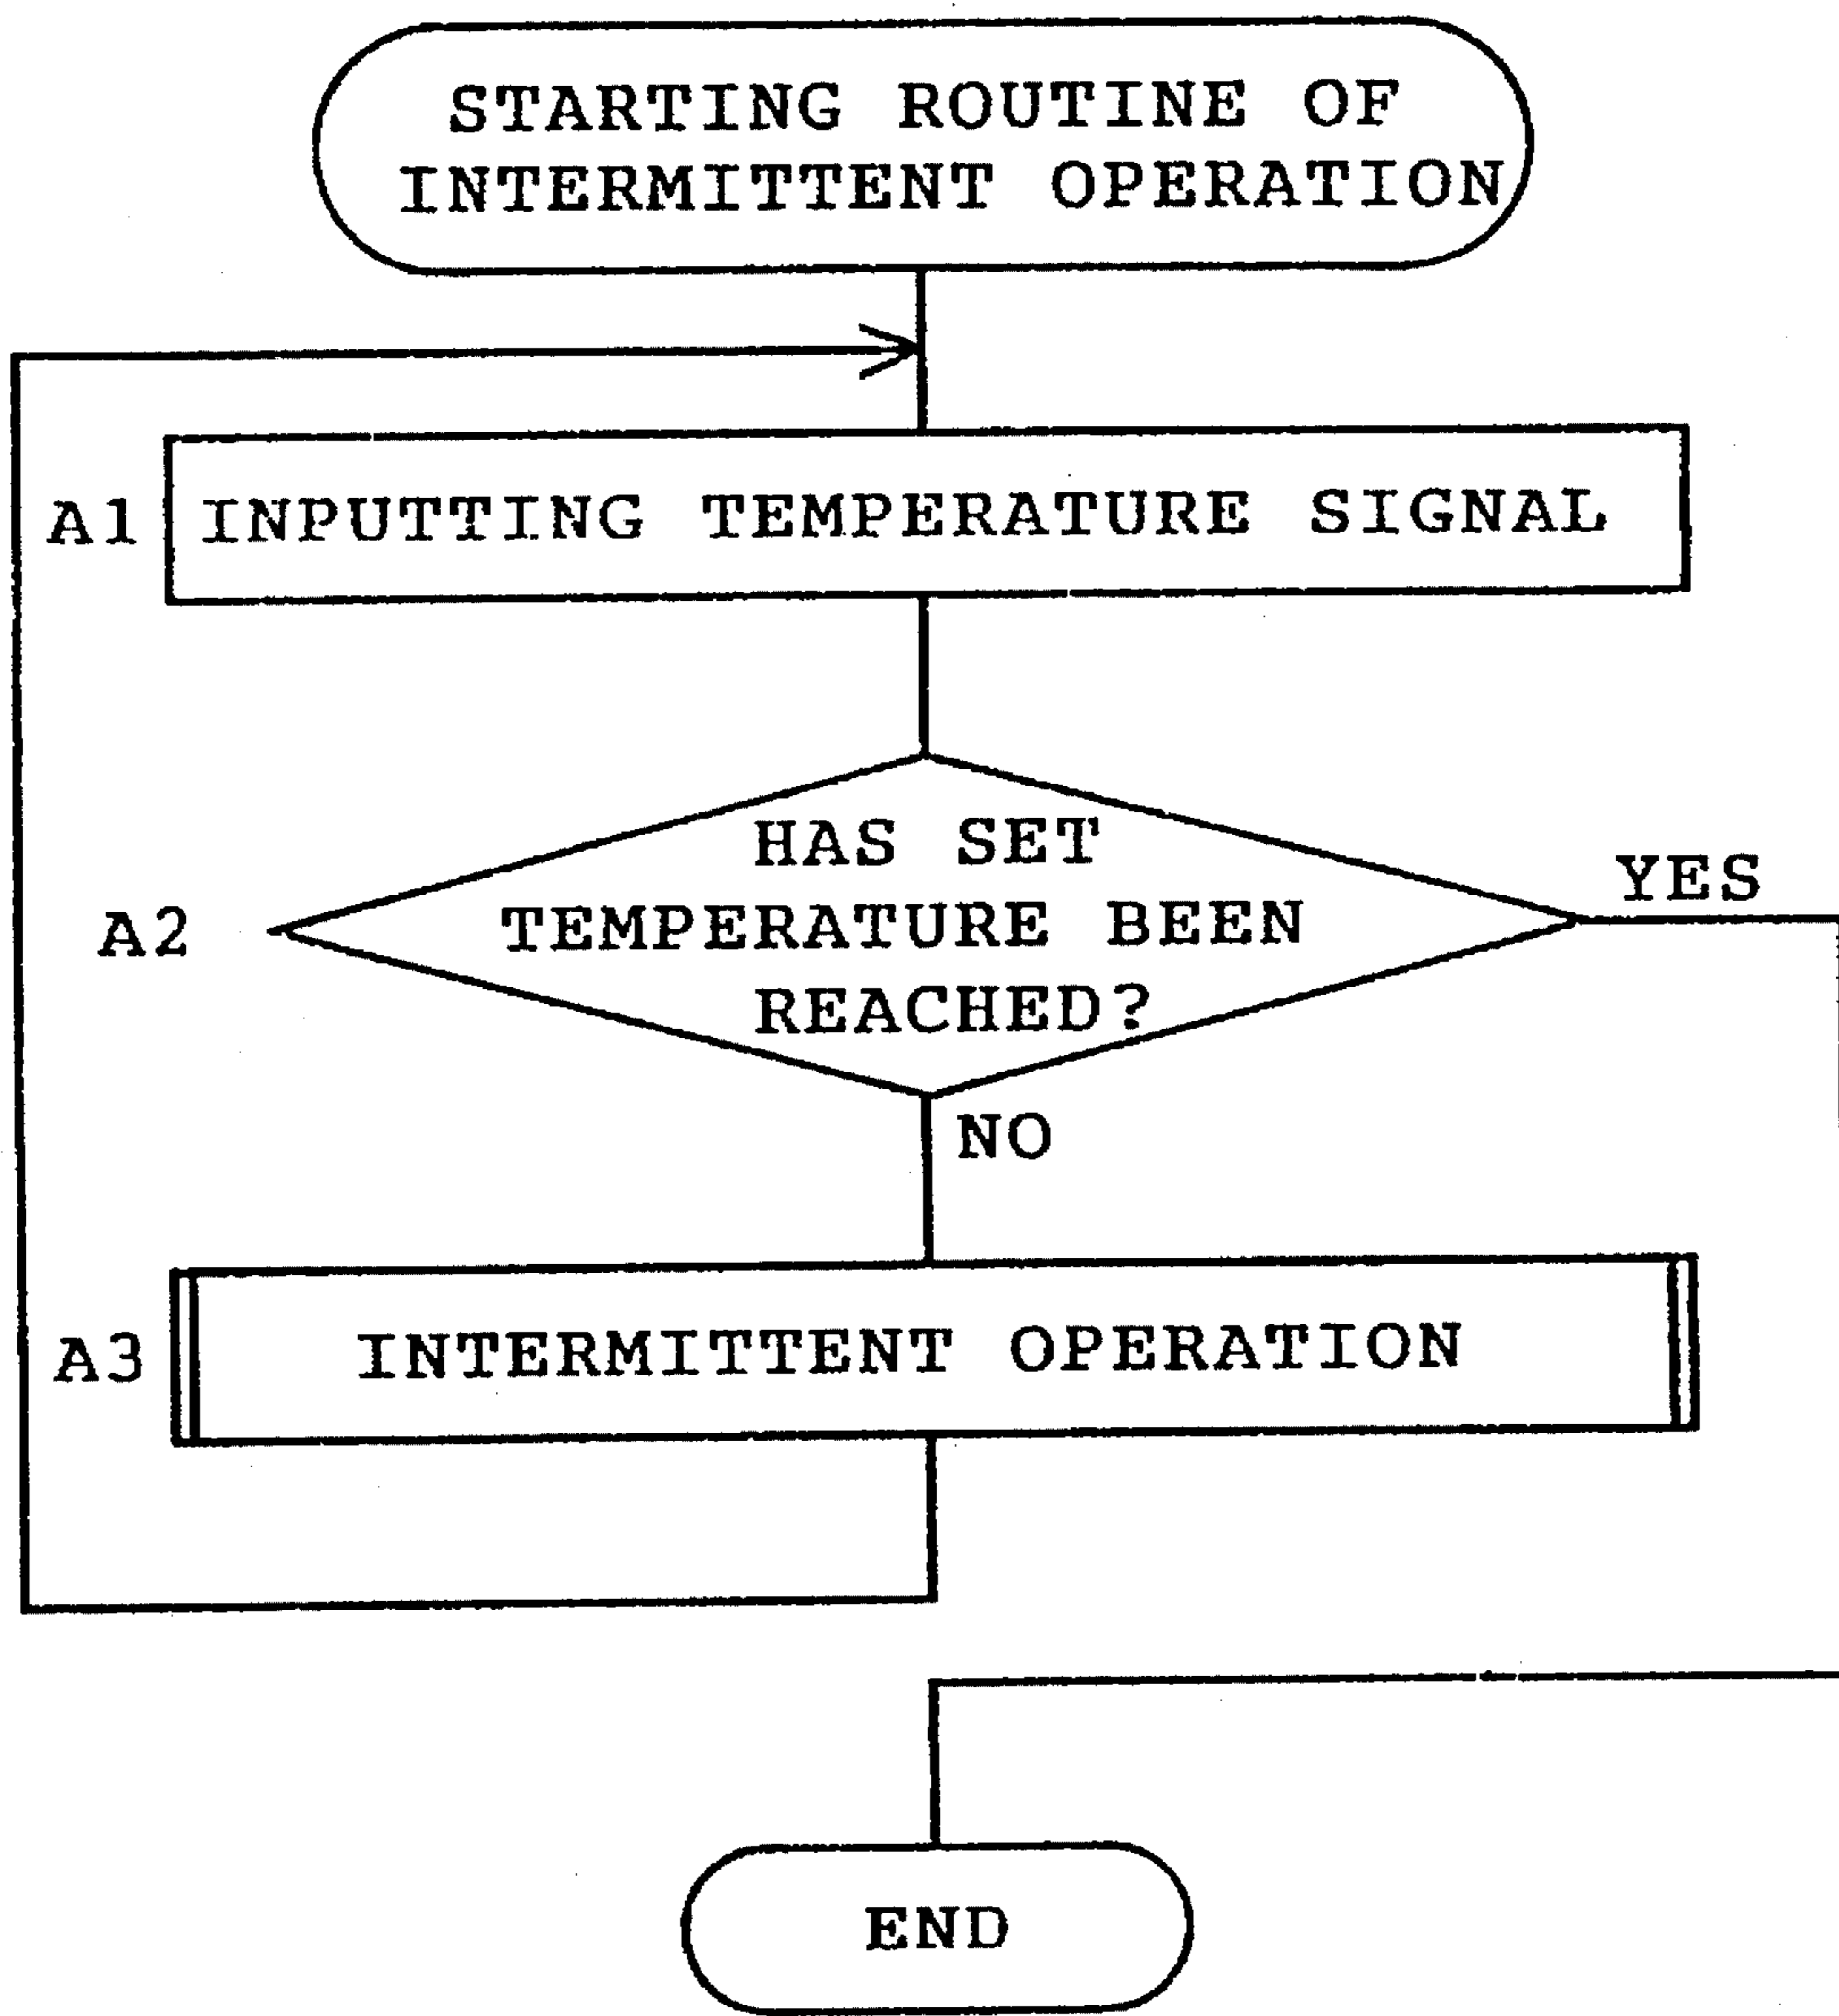 STARTING ROUTINE OF
INTERMITTENT OPERATION
A1 INPUTTING TEMPERATURE SIGNAL
HAS SET
YES
A2 TEMPERATURE BEEN
REACHED?
NO
A3 INTERMITTENT OPERATION
END